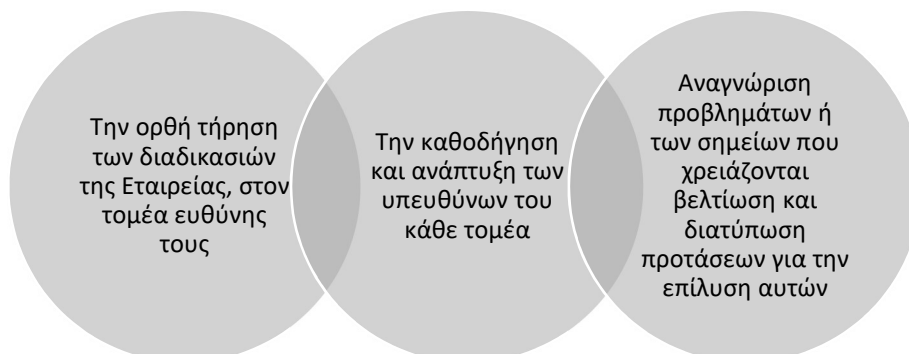 Την ορθή τήρηση
των διαδικασιών
της Εταιρείας, στον
τομέα ευθύνης
τους
Την καθοδήγηση
και ανάπτυξη των
υπευθύνων του
κάθε τομέα
Αναγνώριση
προβλημάτων ή
των σημείων που
χρειάζονται
βελτίωση και
διατύπωση
προτάσεων για την
επίλυση αυτών